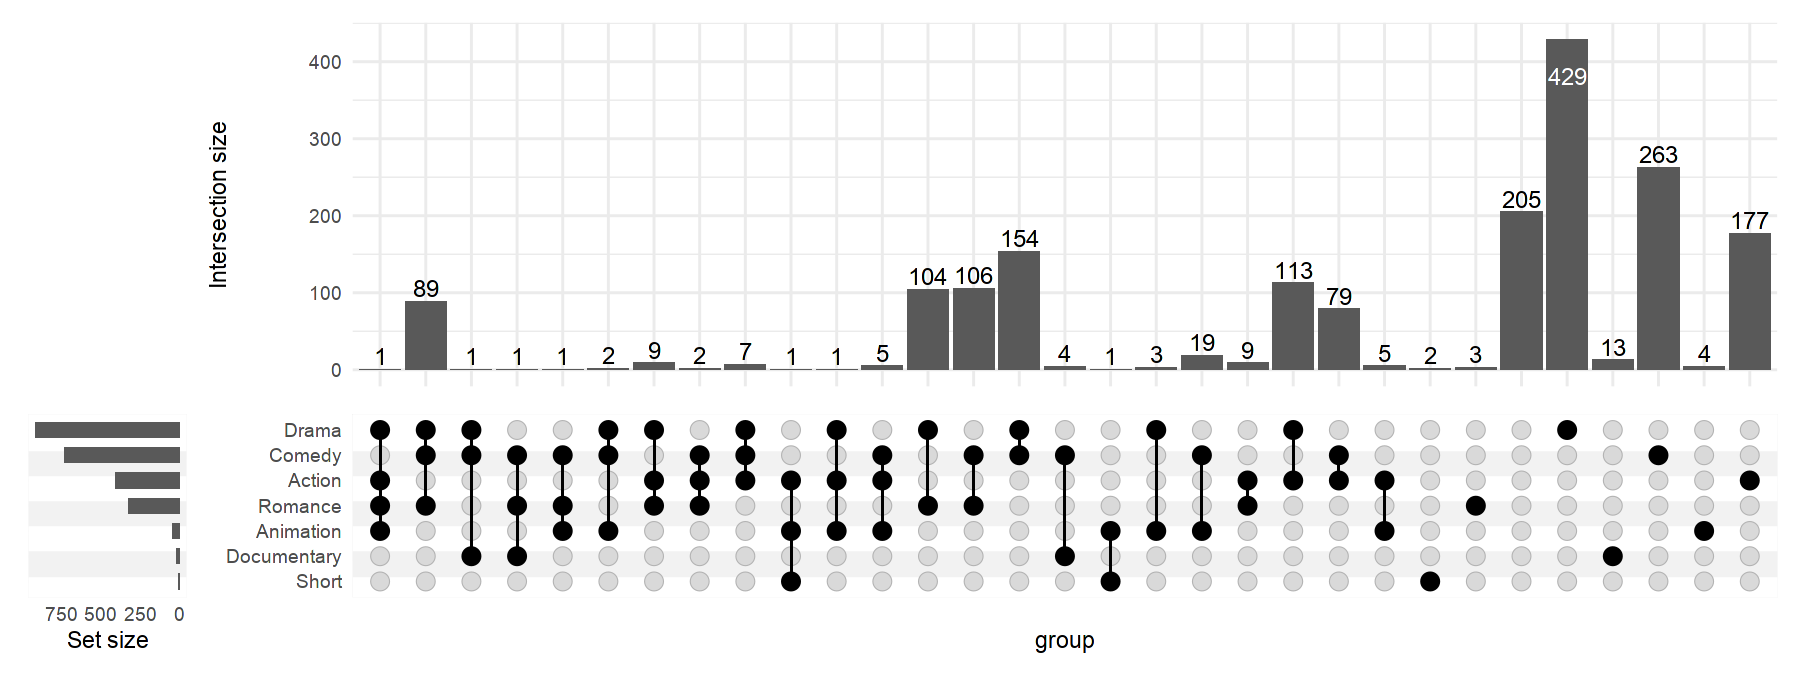 Intersection size
400
300
200
100
0
1 89 1 1 1 2 9 2 7 1 1 5 104 106 154 4 1 3 19 9 113 79 5 2 3 205 429 13 263 4 177
Drama
Comedy
Action
Romance
Animation
Documentary
Short
750 500 250 0
Set size
group